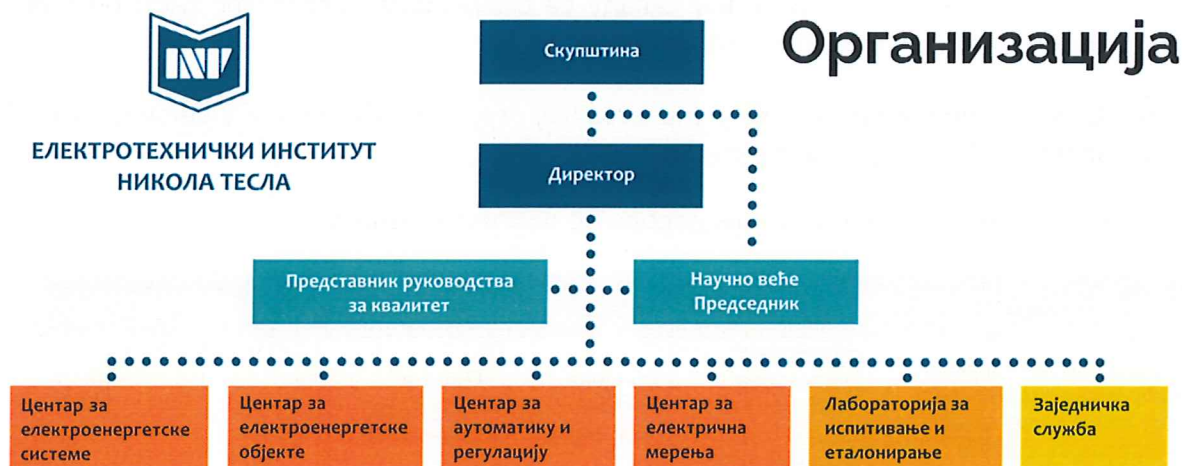 Организација
ЕЛЕКТРОТЕХНИЧКИ ИНСТИТУТ
НИКОЛА ТЕСЛА
Скупштина
Директор
Представник руководства
за квалитет
Научно веће
Председник
Центар за
електроенергетске
системе
Центар за
електроенергетске
објекте
Центар за
аутоматику и
регулацију
Центар за
електрична
мерења
Лабораторија за
испитивање и
еталонирање
Заједничка
служба